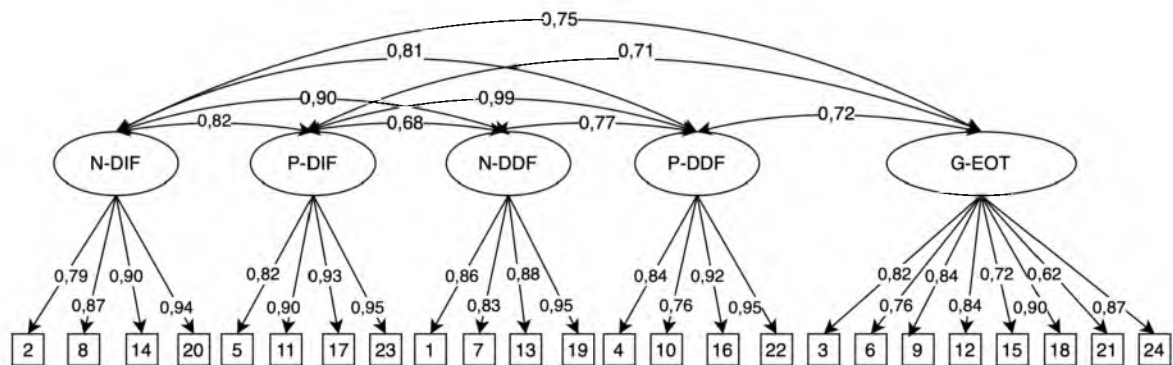 0,75
0,81 0,71
0,90 0,99
0,82 0,68 0,77 0,72
N-DIF P-DIF N-DDF P-DDF G-EOT
0,79 0,90 0,82 0,93 0,86 0,88 0,84 0,92 0,82 0,84 0,72 0,62
0,87 0,94 0,90 0,95 0,83 0,95 0,76 0,95 0,76 0,84 0,90 0,87
2 8 14 20 5 11 17 23 1 7 13 19 4 10 16 22 3 6 9 12 15 18 21 24